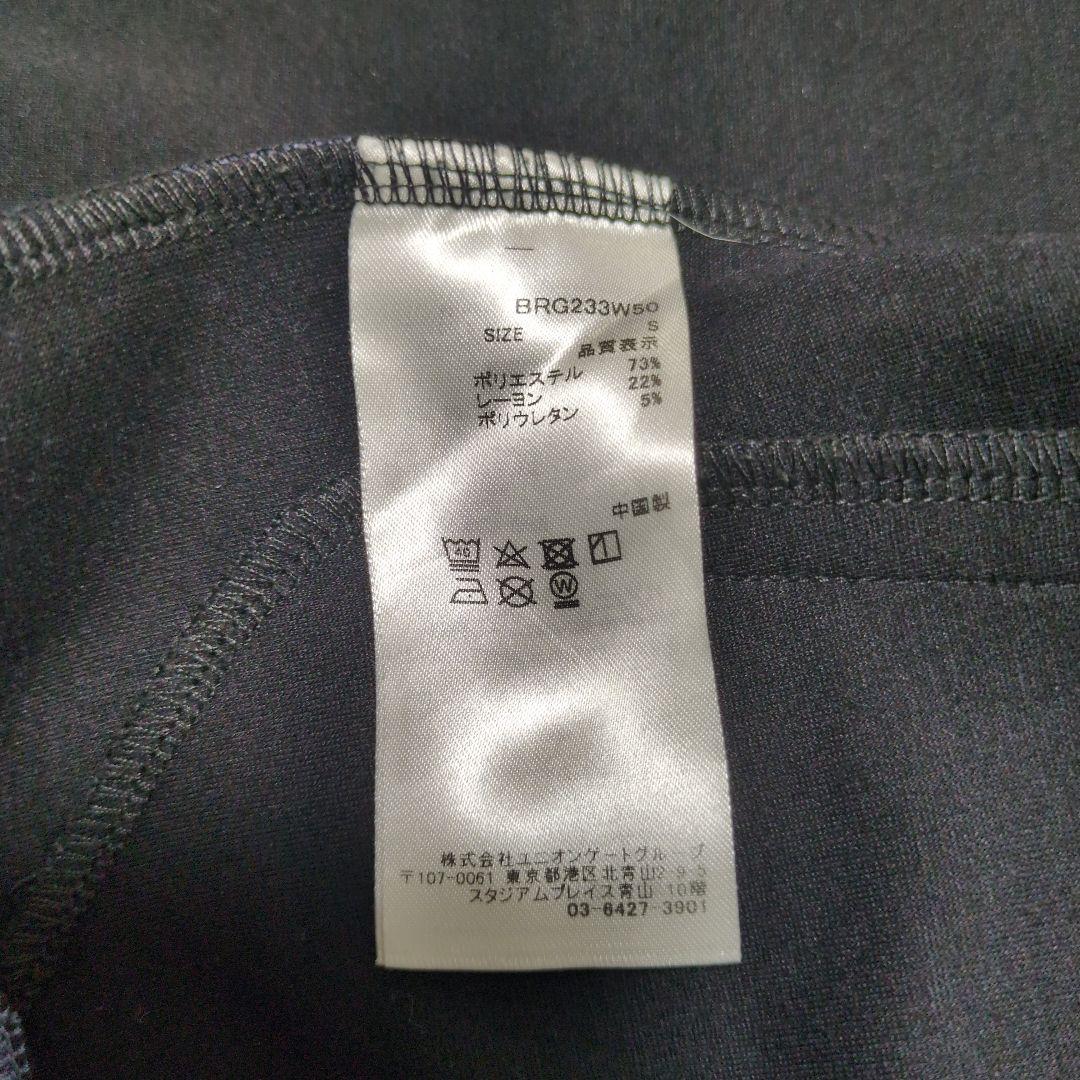 BRG233W50
SIZE S
品質表示
ポリエステル 73%
レーヨン 22%
ポリウレタン 5%
中国製
40
W
株式会社ユニオンゲートグループ
〒107-0061 東京都港区北青山2-9-5
スタジアムプレイス青山 10階
03-6427-3901